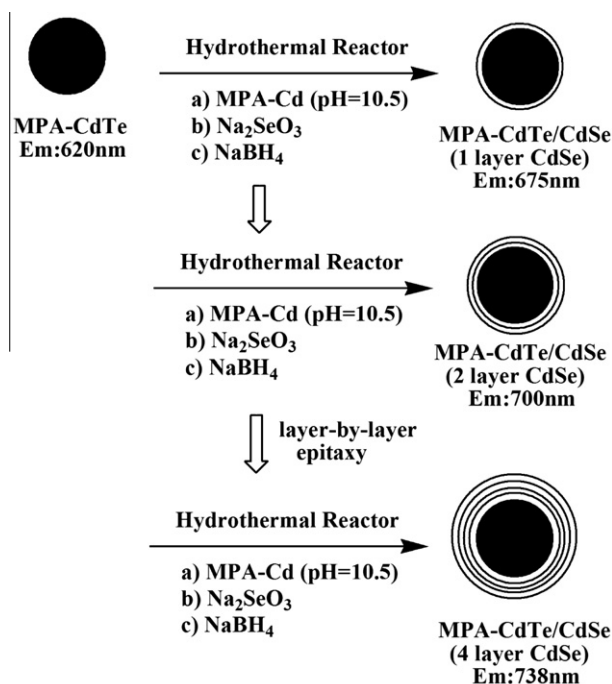 Hydrothermal Reactor
MPA-CdTe
Em:620nm
a) MPA-Cd (pH=10.5)
b) Na₂SeO₃
c) NaBH₄
MPA-CdTe/CdSe
(1 layer CdSe)
Em:675nm
Hydrothermal Reactor
a) MPA-Cd (pH=10.5)
b) Na₂SeO₃
c) NaBH₄
MPA-CdTe/CdSe
(2 layer CdSe)
Em:700nm
layer-by-layer
epitaxy
Hydrothermal Reactor
a) MPA-Cd (pH=10.5)
b) Na₂SeO₃
c) NaBH₄
MPA-CdTe/CdSe
(4 layer CdSe)
Em:738nm